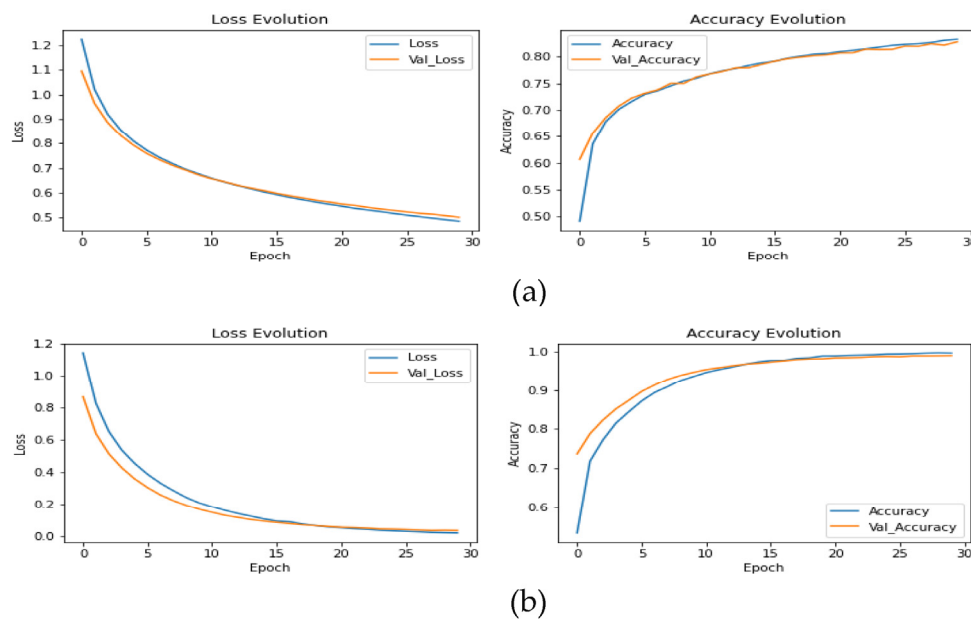 Loss Evolution
Loss
Val_Loss
1.2
1.1
1.0
0.9
0.8
0.7
0.6
0.5
Loss
0 5 10 15 20 25 30
Epoch
Accuracy Evolution
Accuracy
Val_Accuracy
0.80
0.75
0.70
0.65
0.60
0.55
0.50
Accuracy
0 5 10 15 20 25 30
Epoch
(a)
Loss Evolution
Loss
Val_Loss
1.2
1.0
0.8
0.6
0.4
0.2
0.0
Loss
0 5 10 15 20 25 30
Epoch
Accuracy Evolution
1.0
0.9
0.8
0.7
0.6
Accuracy
Accuracy
Val_Accuracy
0 5 10 15 20 25 30
Epoch
(b)